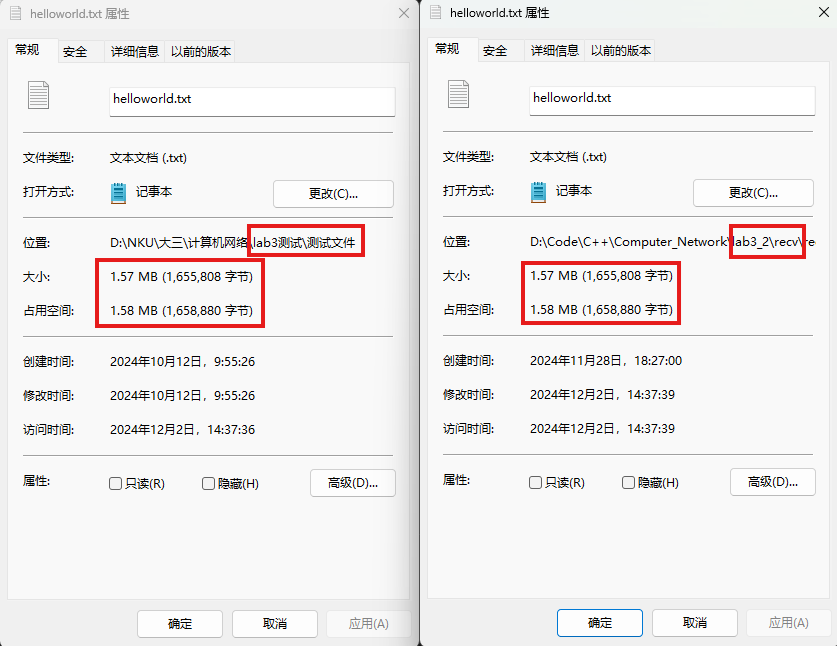 helloworld.txt 属性
常规 安全 详细信息 以前的版本
helloworld.txt
文件类型: 文本文档 (.txt)
打开方式: 记事本 更改(C)...
位置: D:\NKU\大三\计算机网络\lab3测试\测试文件
大小: 1.57 MB (1,655,808 字节)
占用空间: 1.58 MB (1,658,880 字节)
创建时间: 2024年10月12日，9:55:26
修改时间: 2024年10月12日，9:55:26
访问时间: 2024年12月2日，14:37:36
属性: 只读(R) 隐藏(H) 高级(D)...
确定 取消 应用(A)
helloworld.txt 属性
常规 安全 详细信息 以前的版本
helloworld.txt
文件类型: 文本文档 (.txt)
打开方式: 记事本 更改(C)...
位置: D:\Code\C++\Computer_Network\lab3_2\recv\re
大小: 1.57 MB (1,655,808 字节)
占用空间: 1.58 MB (1,658,880 字节)
创建时间: 2024年11月28日，18:27:00
修改时间: 2024年12月2日，14:37:39
访问时间: 2024年12月2日，14:37:39
属性: 只读(R) 隐藏(H) 高级(D)...
确定 取消 应用(A)